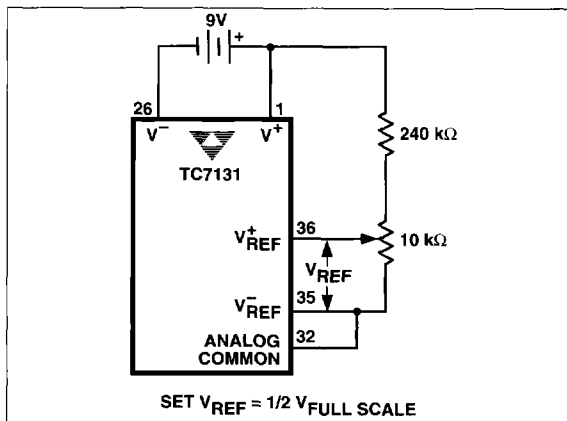 9V
+
26
1
V⁻
V⁺
TC7131
240 kΩ
V⁺REF
36
10 kΩ
VREF
V⁻REF
35
ANALOG
COMMON
32
SET VREF = 1/2 VFULL SCALE